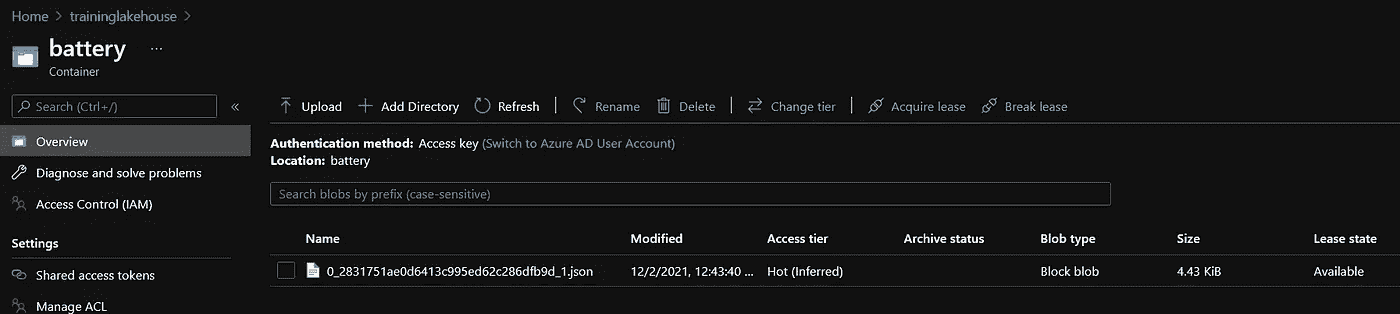 Home > traininglakehouse >
battery ...
Container
Search (Ctrl+/) «
Upload Add Directory Refresh Rename Delete Change tier Acquire lease Break lease
Overview
Diagnose and solve problems
Access Control (IAM)
Settings
Shared access tokens
Manage ACL
Authentication method: Access key (Switch to Azure AD User Account)
Location: battery
Search blobs by prefix (case-sensitive)
Name Modified Access tier Archive status Blob type Size Lease state
0_2831751ae0d6413c995ed62c286dfb9d_1.json 12/2/2021, 12:43:40 ... Hot (Inferred) Block blob 4.43 KiB Available